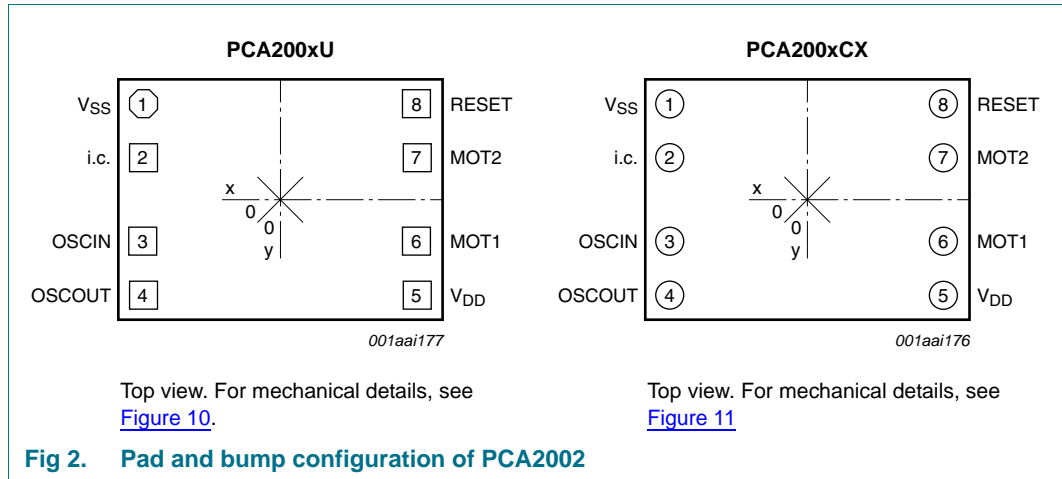 PCA200xU
VSS 1 8 RESET
i.c. 2 7 MOT2
x
0
0
y
OSCIN 3 6 MOT1
OSCOUT 4 5 VDD
001aai177
Top view. For mechanical details, see
Figure 10.
PCA200xCX
VSS 1 8 RESET
i.c. 2 7 MOT2
x
0
0
y
OSCIN 3 6 MOT1
OSCOUT 4 5 VDD
001aai176
Top view. For mechanical details, see
Figure 11
Fig 2. Pad and bump configuration of PCA2002